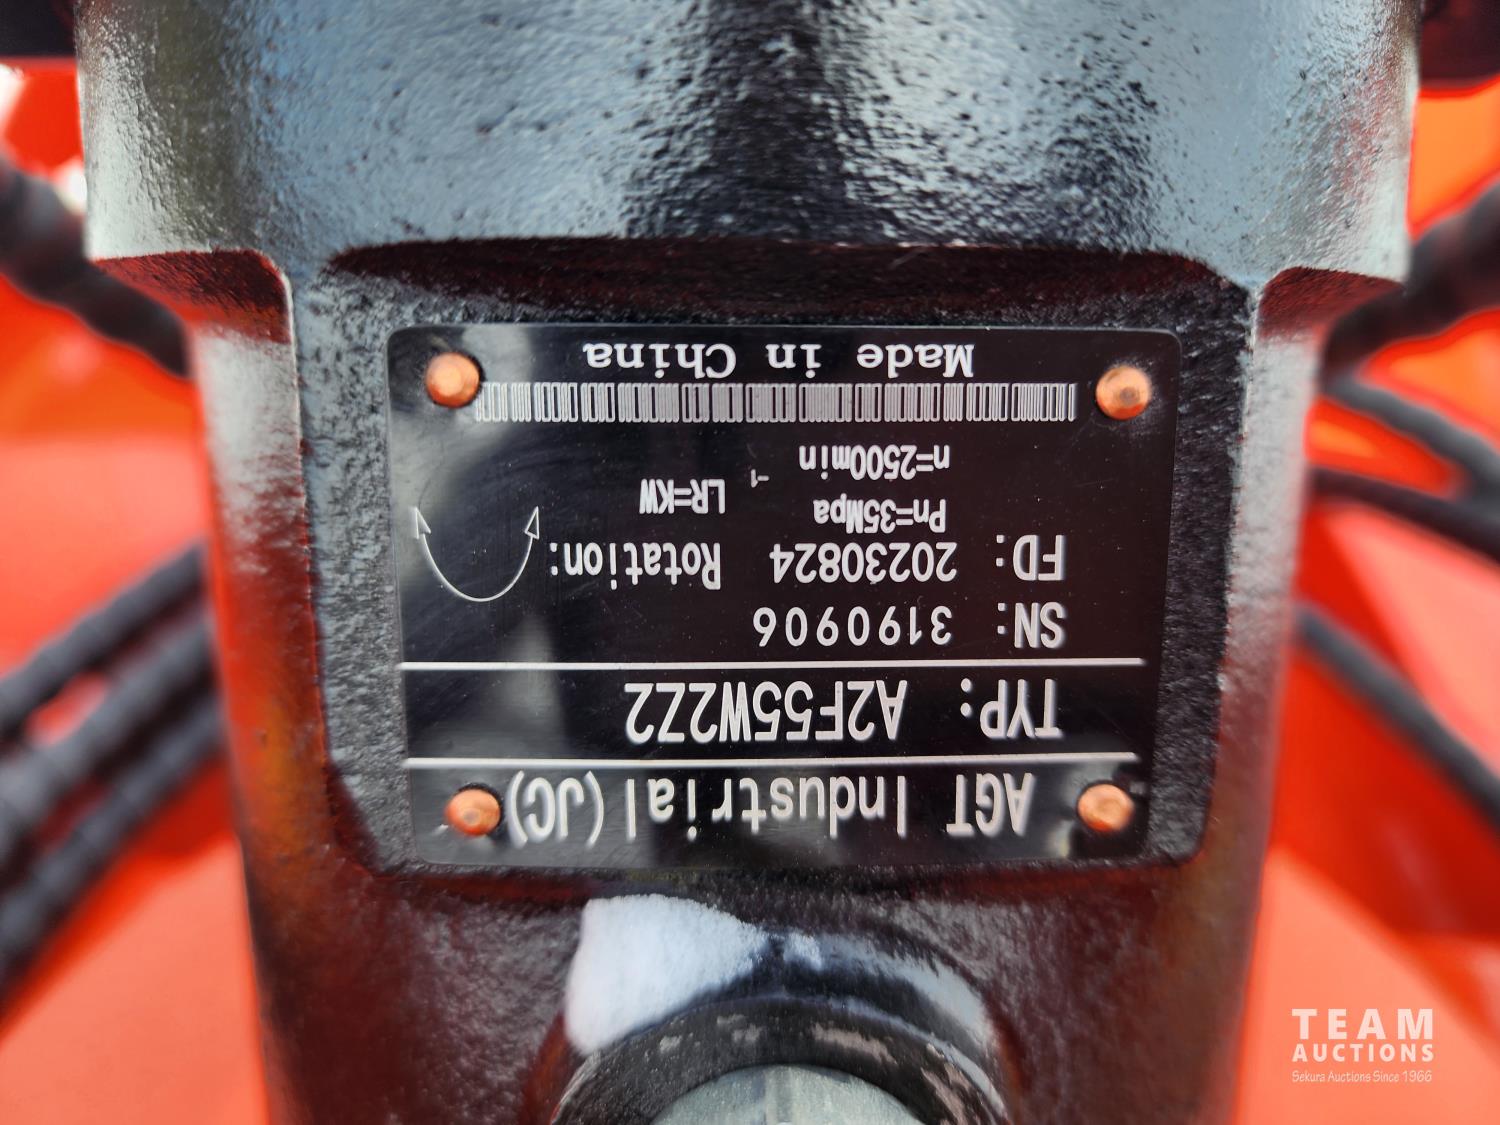 AGT Industrial(JC)
TYP: A2F55W2Z2
SN: 3190906
FD: 20230824 Rotation:
Pn=35Mpa
LR=KW
n=2500min⁻¹
Made in China
TEAM
AUCTIONS
Sekura Auctions Since 1966